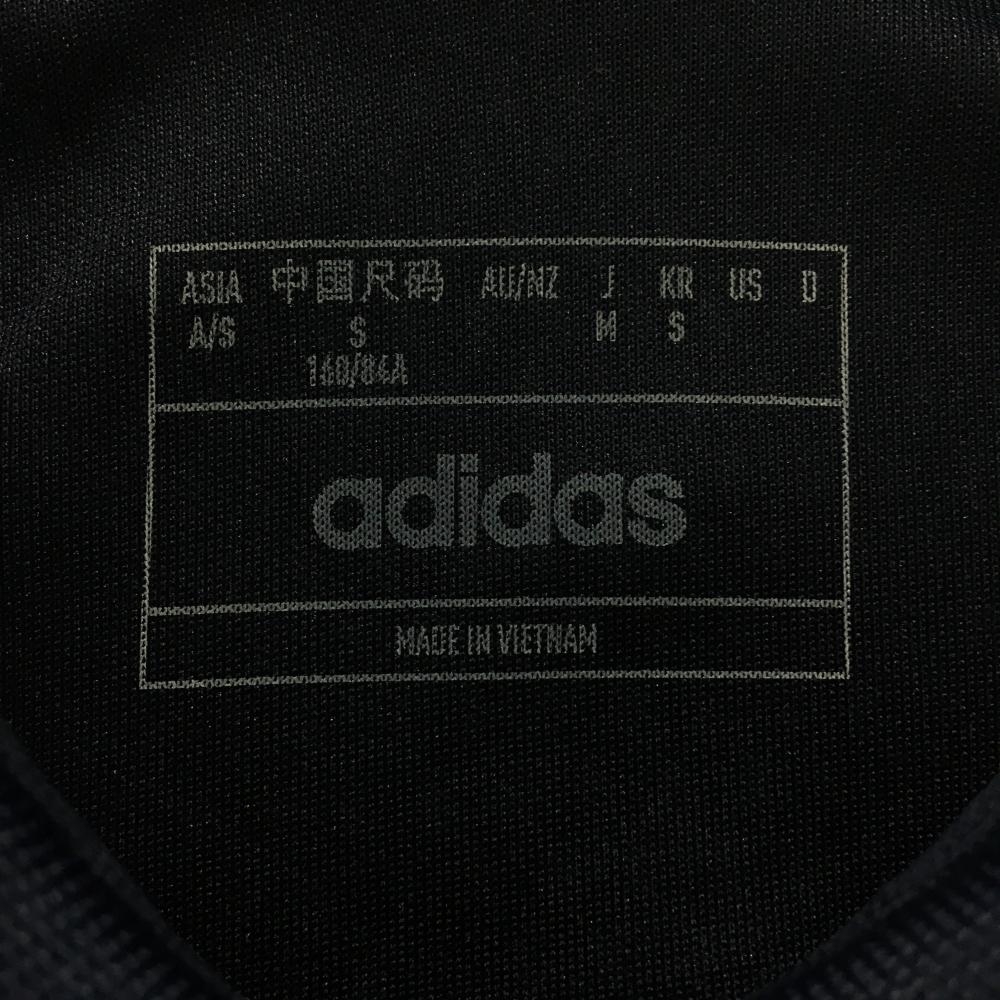 ASIA 中国尺码 AU/NZ J KR US D
A/S S M S
160/84A
adidas
MADE IN VIETNAM